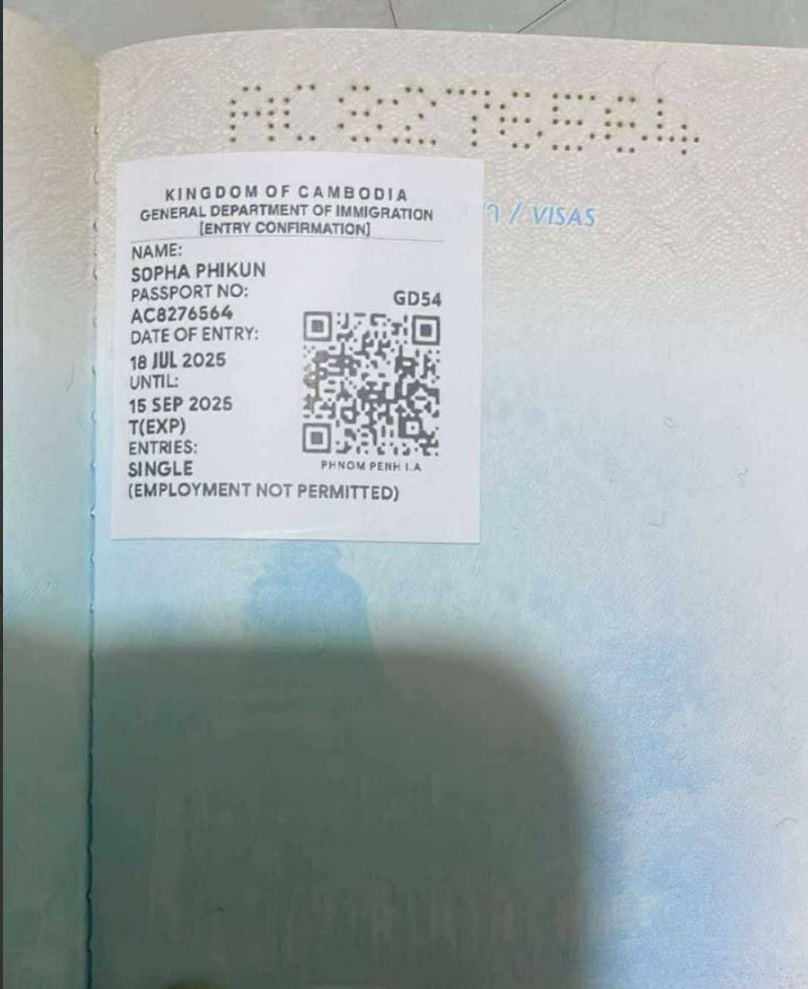 AC8276564
KINGDOM OF CAMBODIA
GENERAL DEPARTMENT OF IMMIGRATION
[ENTRY CONFIRMATION]
/ VISAS
NAME:
SOPHA PHIKUN
PASSPORT NO:
GD54
AC8276564
DATE OF ENTRY:
18 JUL 2025
UNTIL:
15 SEP 2025
T(EXP)
ENTRIES:
SINGLE
PHNOM PENH I.A
(EMPLOYMENT NOT PERMITTED)